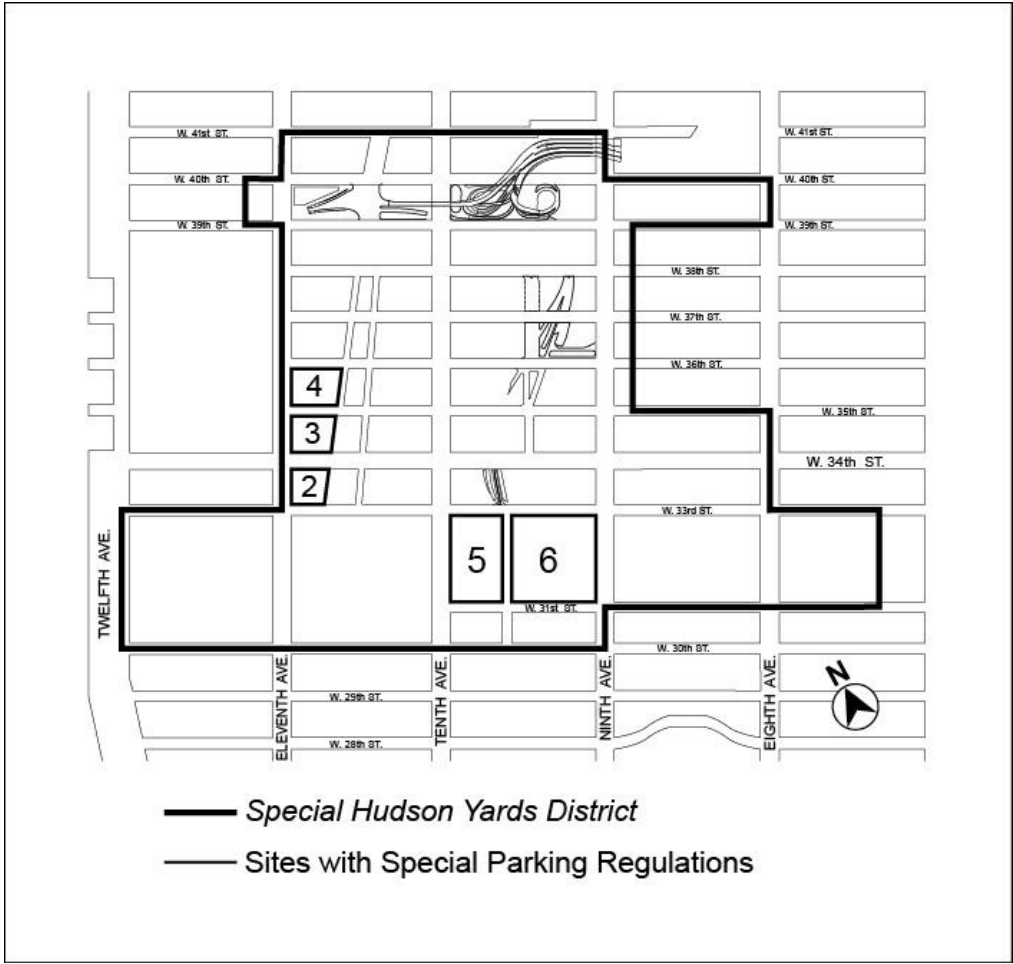 W. 41st ST.
W. 41st ST.
W. 40th ST.
W. 40th ST.
W. 39th ST.
W. 39th ST.
W. 38th ST.
W. 37th ST.
W. 36th ST.
4
W. 35th ST.
3
W. 34th ST.
2
W. 33rd ST.
5
6
TWELFTH AVE.
W. 31st ST.
W. 30th ST.
ELEVENTH AVE.
TENTH AVE.
NINTH AVE.
EIGHTH AVE.
N
W. 29th ST.
W. 28th ST.
Special Hudson Yards District
Sites with Special Parking Regulations